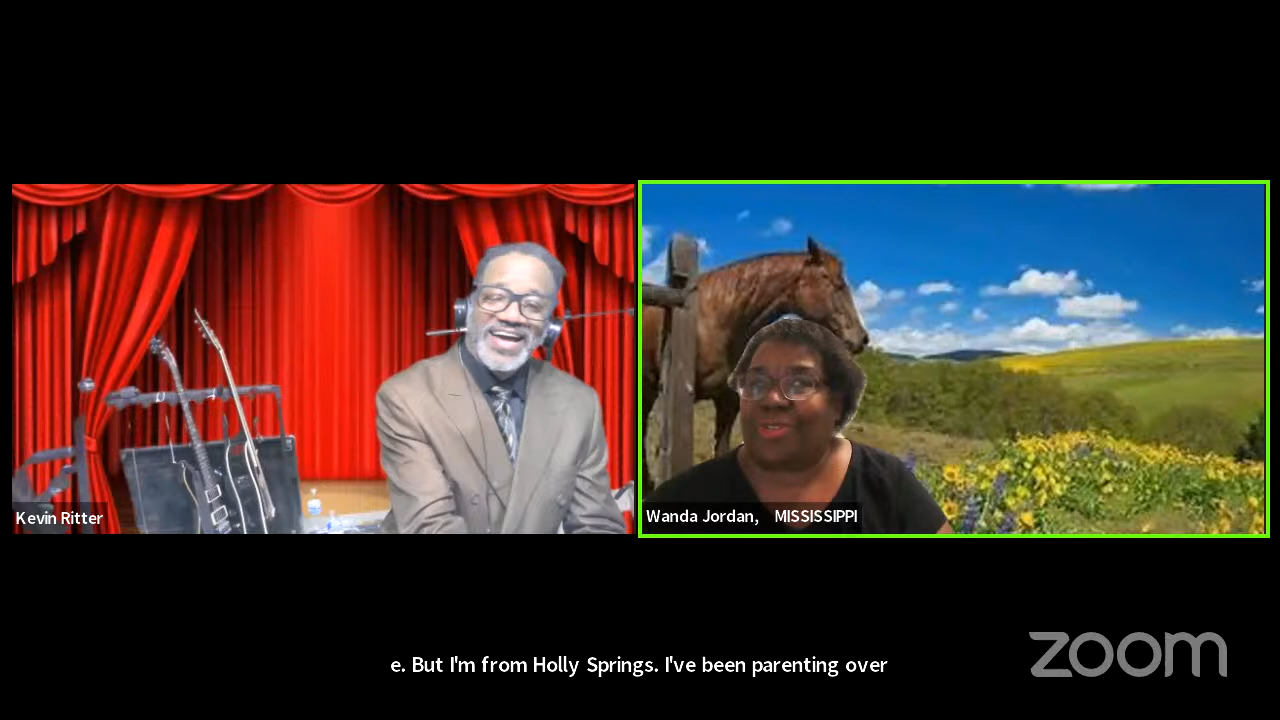 Kevin Ritter
Wanda Jordan, MISSISSIPPI
e. But I'm from Holly Springs. I've been parenting over
zoom